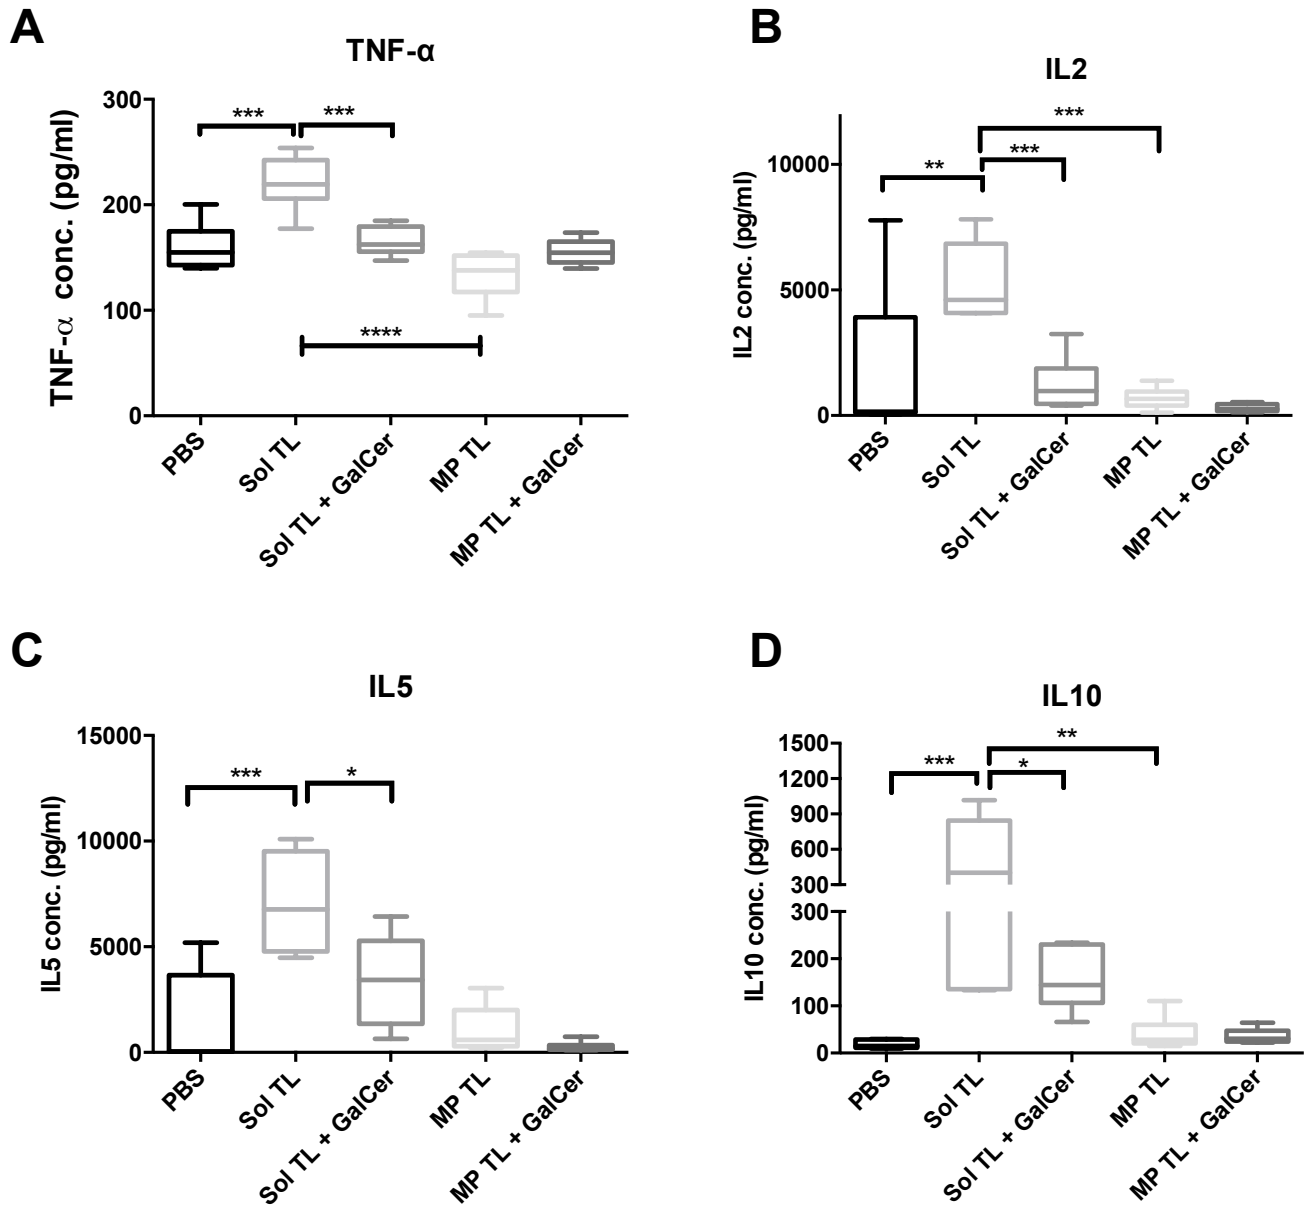 A
TNF-α
TNF-α conc. (pg/ml)
300
200
100
0
***
***
****
PBS
Sol TL
Sol TL + GalCer
MP TL
MP TL + GalCer
B
IL2
IL2 conc. (pg/ml)
10000
5000
0
***
**
***
PBS
Sol TL
Sol TL + GalCer
MP TL
MP TL + GalCer
C
IL5
IL5 conc. (pg/ml)
15000
10000
5000
0
***
*
PBS
Sol TL
Sol TL + GalCer
MP TL
MP TL + GalCer
D
IL10
IL10 conc. (pg/ml)
1500
1200
900
600
300
300
200
100
0
**
***
*
PBS
Sol TL
Sol TL + GalCer
MP TL
MP TL + GalCer